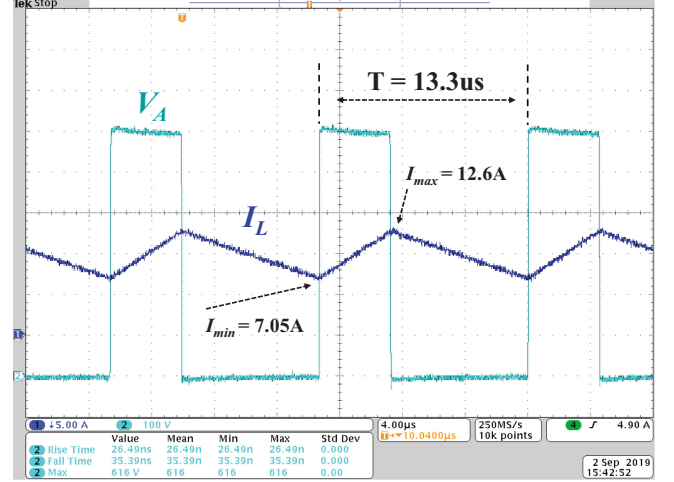 Tek Stop
T
T
T = 13.3us
V_A
I_max = 12.6A
I_L
I_min = 7.05A
1
2
1 ↓5.00 A 2 100 V
4.00µs
T→▼10.0400µs
250MS/s
10k points
4 ʃ 4.90 A
Value Mean Min Max Std Dev
2 Rise Time 26.49ns 26.49n 26.49n 26.49n 0.000
2 Fall Time 35.39ns 35.39n 35.39n 35.39n 0.000
2 Max 616 V 616 616 616 0.00
2 Sep 2019
15:42:52